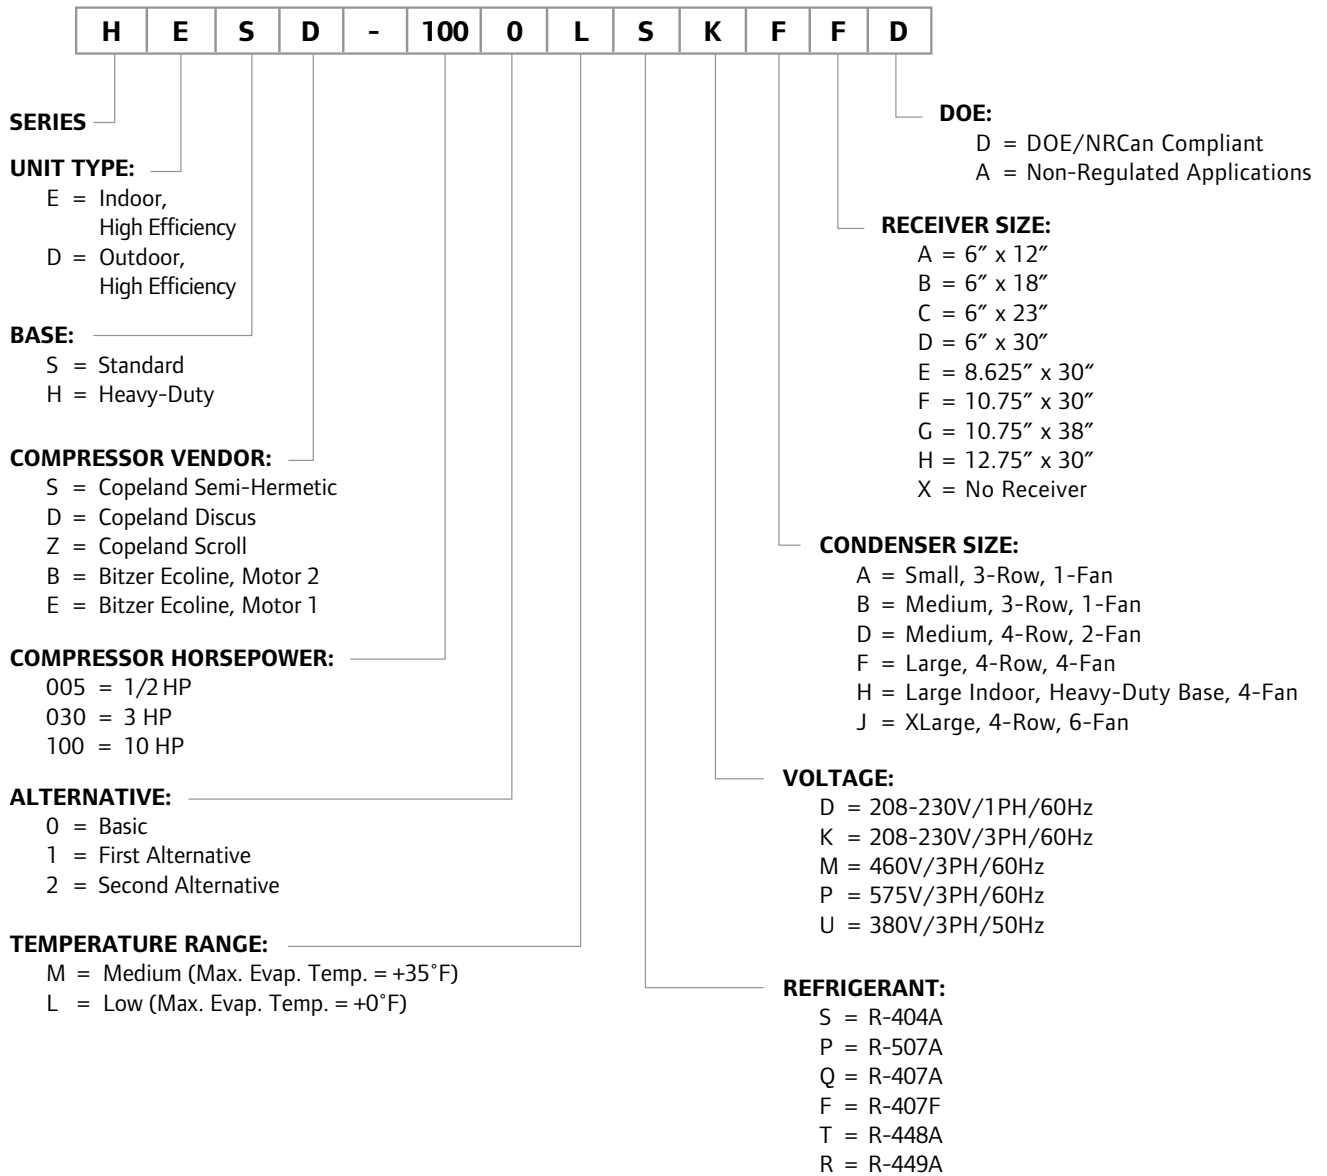 H E S D - 100 0 L S K F F D
SERIES
UNIT TYPE:
E = Indoor,
High Efficiency
D = Outdoor,
High Efficiency
BASE:
S = Standard
H = Heavy-Duty
COMPRESSOR VENDOR:
S = Copeland Semi-Hermetic
D = Copeland Discus
Z = Copeland Scroll
B = Bitzer Ecoline, Motor 2
E = Bitzer Ecoline, Motor 1
COMPRESSOR HORSEPOWER:
005 = 1/2 HP
030 = 3 HP
100 = 10 HP
ALTERNATIVE:
0 = Basic
1 = First Alternative
2 = Second Alternative
TEMPERATURE RANGE:
M = Medium (Max. Evap. Temp. = +35˚F)
L = Low (Max. Evap. Temp. = +0˚F)
DOE:
D = DOE/NRCan Compliant
A = Non-Regulated Applications
RECEIVER SIZE:
A = 6″ x 12″
B = 6″ x 18″
C = 6″ x 23″
D = 6″ x 30″
E = 8.625″ x 30″
F = 10.75″ x 30″
G = 10.75″ x 38″
H = 12.75″ x 30″
X = No Receiver
CONDENSER SIZE:
A = Small, 3-Row, 1-Fan
B = Medium, 3-Row, 1-Fan
D = Medium, 4-Row, 2-Fan
F = Large, 4-Row, 4-Fan
H = Large Indoor, Heavy-Duty Base, 4-Fan
J = XLarge, 4-Row, 6-Fan
VOLTAGE:
D = 208-230V/1PH/60Hz
K = 208-230V/3PH/60Hz
M = 460V/3PH/60Hz
P = 575V/3PH/60Hz
U = 380V/3PH/50Hz
REFRIGERANT:
S = R-404A
P = R-507A
Q = R-407A
F = R-407F
T = R-448A
R = R-449A